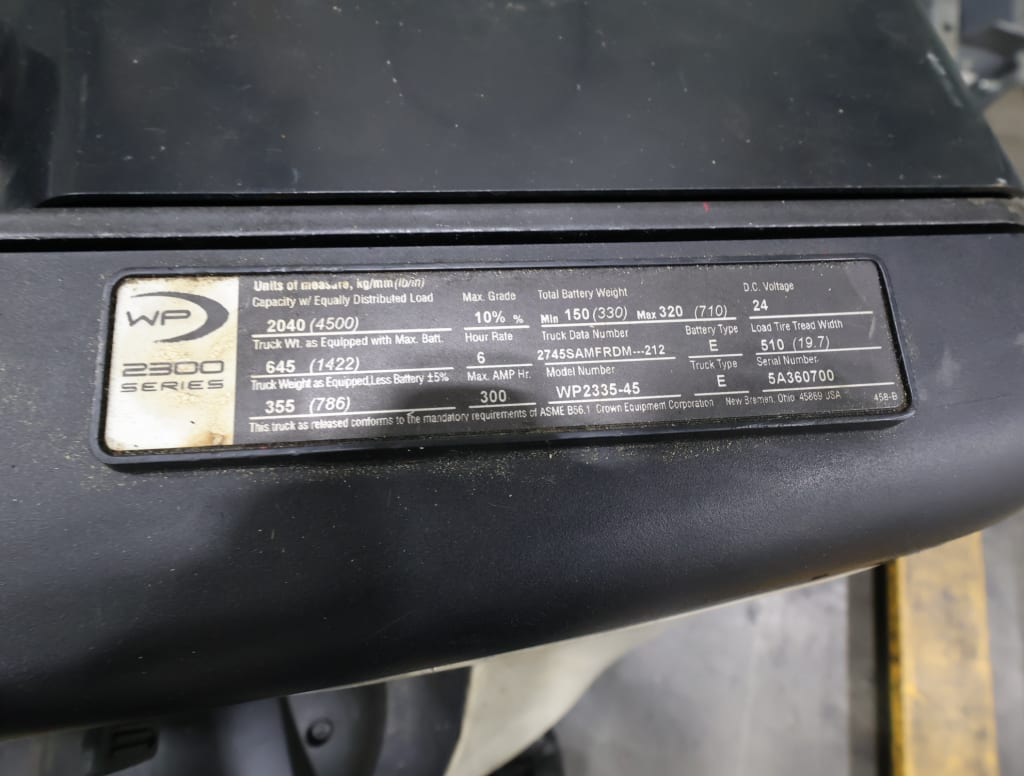 WP
2300
SERIES
Units of measure, kg/mm (lb/in)
Capacity w/ Equally Distributed Load
2040 (4500)
Truck Wt. as Equipped with Max. Batt.
645 (1422)
Truck Weight as Equipped, Less Battery ±5%
355 (786)
Max. Grade
10% %
Hour Rate
6
Max. AMP Hr.
300
Total Battery Weight
Min 150 (330) Max 320 (710)
Truck Data Number
2745SAMFRDM---212
Model Number
WP2335-45
Battery Type
E
Truck Type
E
D.C. Voltage
24
Load Tire Tread Width
510 (19.7)
Serial Number
5A360700
This truck as released conforms to the mandatory requirements of ASME B56.1 Crown Equipment Corporation New Bremen, Ohio 45869 USA 458-B